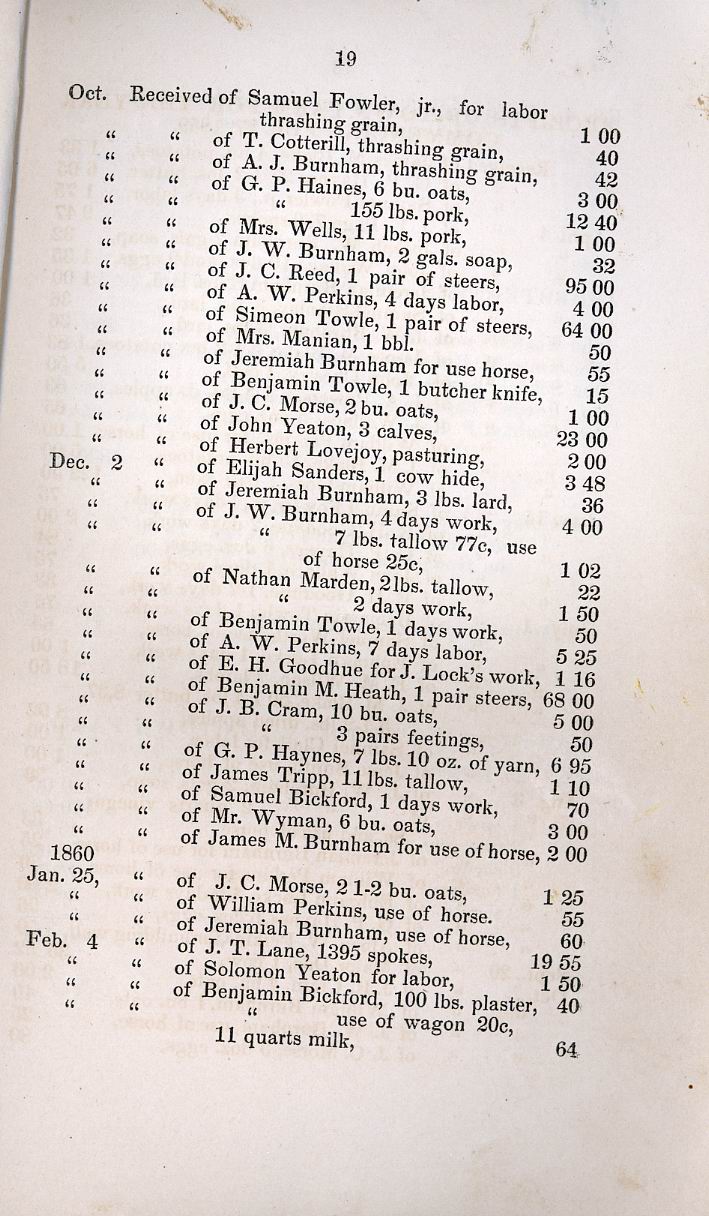 19
Oct. Received of Samuel Fowler, jr., for labor
thrashing grain, 1 00
“ “ of T. Cotterill, thrashing grain, 40
“ “ of A. J. Burnham, thrashing grain, 42
“ “ of G. P. Haines, 6 bu. oats, 3 00
“ “ “ 155 lbs. pork, 12 40
“ “ of Mrs. Wells, 11 lbs. pork, 1 00
“ “ of J. W. Burnham, 2 gals. soap, 32
“ “ of J. C. Reed, 1 pair of steers, 95 00
“ “ of A. W. Perkins, 4 days labor, 4 00
“ “ of Simeon Towle, 1 pair of steers, 64 00
“ “ of Mrs. Manian, 1 bbl. 50
“ “ of Jeremiah Burnham for use horse, 55
“ “ of Benjamin Towle, 1 butcher knife, 15
“ “ of J. C. Morse, 2 bu. oats, 1 00
“ “ of John Yeaton, 3 calves, 23 00
“ “ of Herbert Lovejoy, pasturing, 2 00
Dec. 2 “ of Elijah Sanders, 1 cow hide, 3 48
“ “ of Jeremiah Burnham, 3 lbs. lard, 36
“ “ of J. W. Burnham, 4 days work, 4 00
“ “ “ 7 lbs. tallow 77c, use
of horse 25c, 1 02
“ “ of Nathan Marden, 2 lbs. tallow, 22
“ “ “ 2 days work, 1 50
“ “ of Benjamin Towle, 1 days work, 50
“ “ of A. W. Perkins, 7 days labor, 5 25
“ “ of E. H. Goodhue for J. Lock's work, 1 16
“ “ of Benjamin M. Heath, 1 pair steers, 68 00
“ “ of J. B. Cram, 10 bu. oats, 5 00
“ “ “ 3 pairs feetings, 50
“ “ of G. P. Haynes, 7 lbs. 10 oz. of yarn, 6 95
“ “ of James Tripp, 11 lbs. tallow, 1 10
“ “ of Samuel Bickford, 1 days work, 70
“ “ of Mr. Wyman, 6 bu. oats, 3 00
“ “ of James M. Burnham for use of horse, 2 00
1860
Jan. 25, “ of J. C. Morse, 2 1-2 bu. oats, 1 25
“ “ of William Perkins, use of horse. 55
“ “ of Jeremiah Burnham, use of horse, 60
Feb. 4 “ of J. T. Lane, 1395 spokes, 19 55
“ “ of Solomon Yeaton for labor, 1 50
“ “ of Benjamin Bickford, 100 lbs. plaster, 40
“ “ “ use of wagon 20c,
11 quarts milk, 64